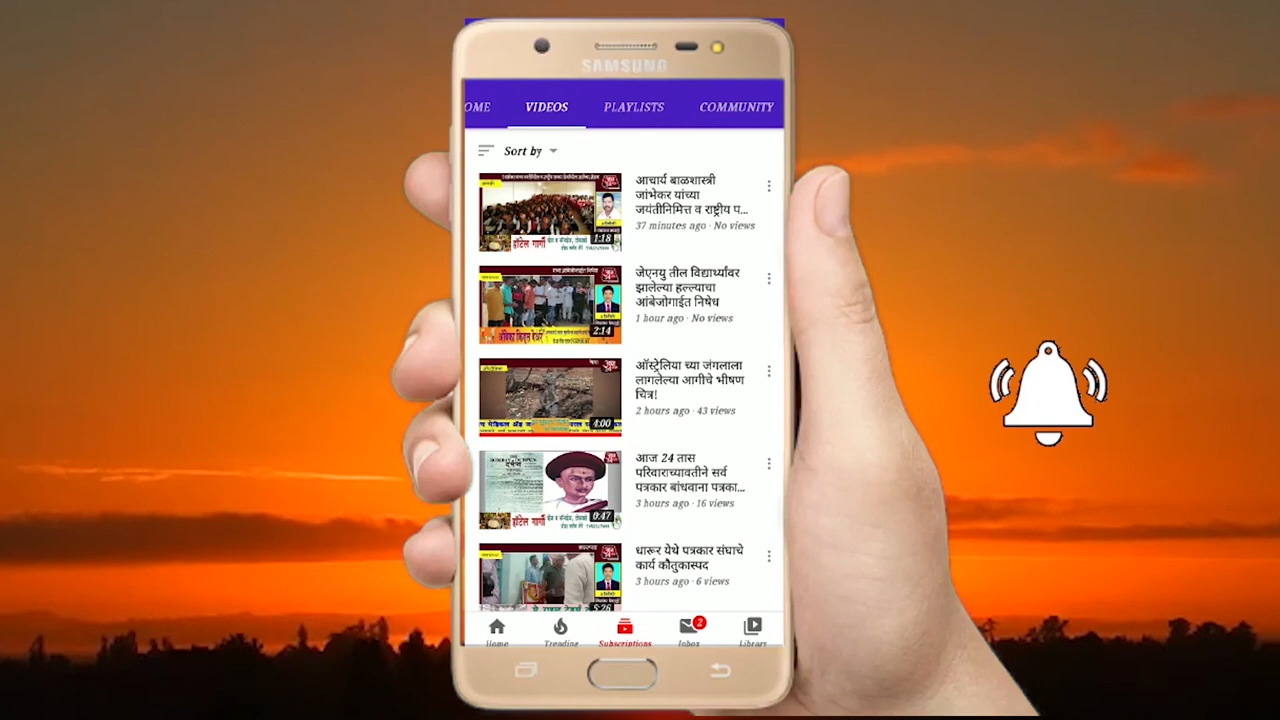 SAMSUNG
OME VIDEOS PLAYLISTS COMMUNITY
Sort by
आचार्य बाळशास्त्री
जांभेकर यांच्या
जयंतीनिमित्त व राष्ट्रीय प...
37 minutes ago · No views
1:18
हॉटेल गार्गी
जेएनयु तील विद्यार्थ्यांवर
झालेल्या हल्ल्याचा
आंबेजोगाईत निषेध
1 hour ago · No views
2:14
ऑस्ट्रेलिया च्या जंगलाला
लागलेल्या आगीचे भीषण
चित्र!
2 hours ago · 43 views
4:00
आज 24 तास
परिवाराच्यावतीने सर्व
पत्रकार बांधवाना पत्रका...
3 hours ago · 16 views
0:47
हॉटेल गार्गी
धारूर येथे पत्रकार संघाचे
कार्य कौतुकास्पद
3 hours ago · 6 views
5:26
2
Home Trending Subscriptions Inbox Library